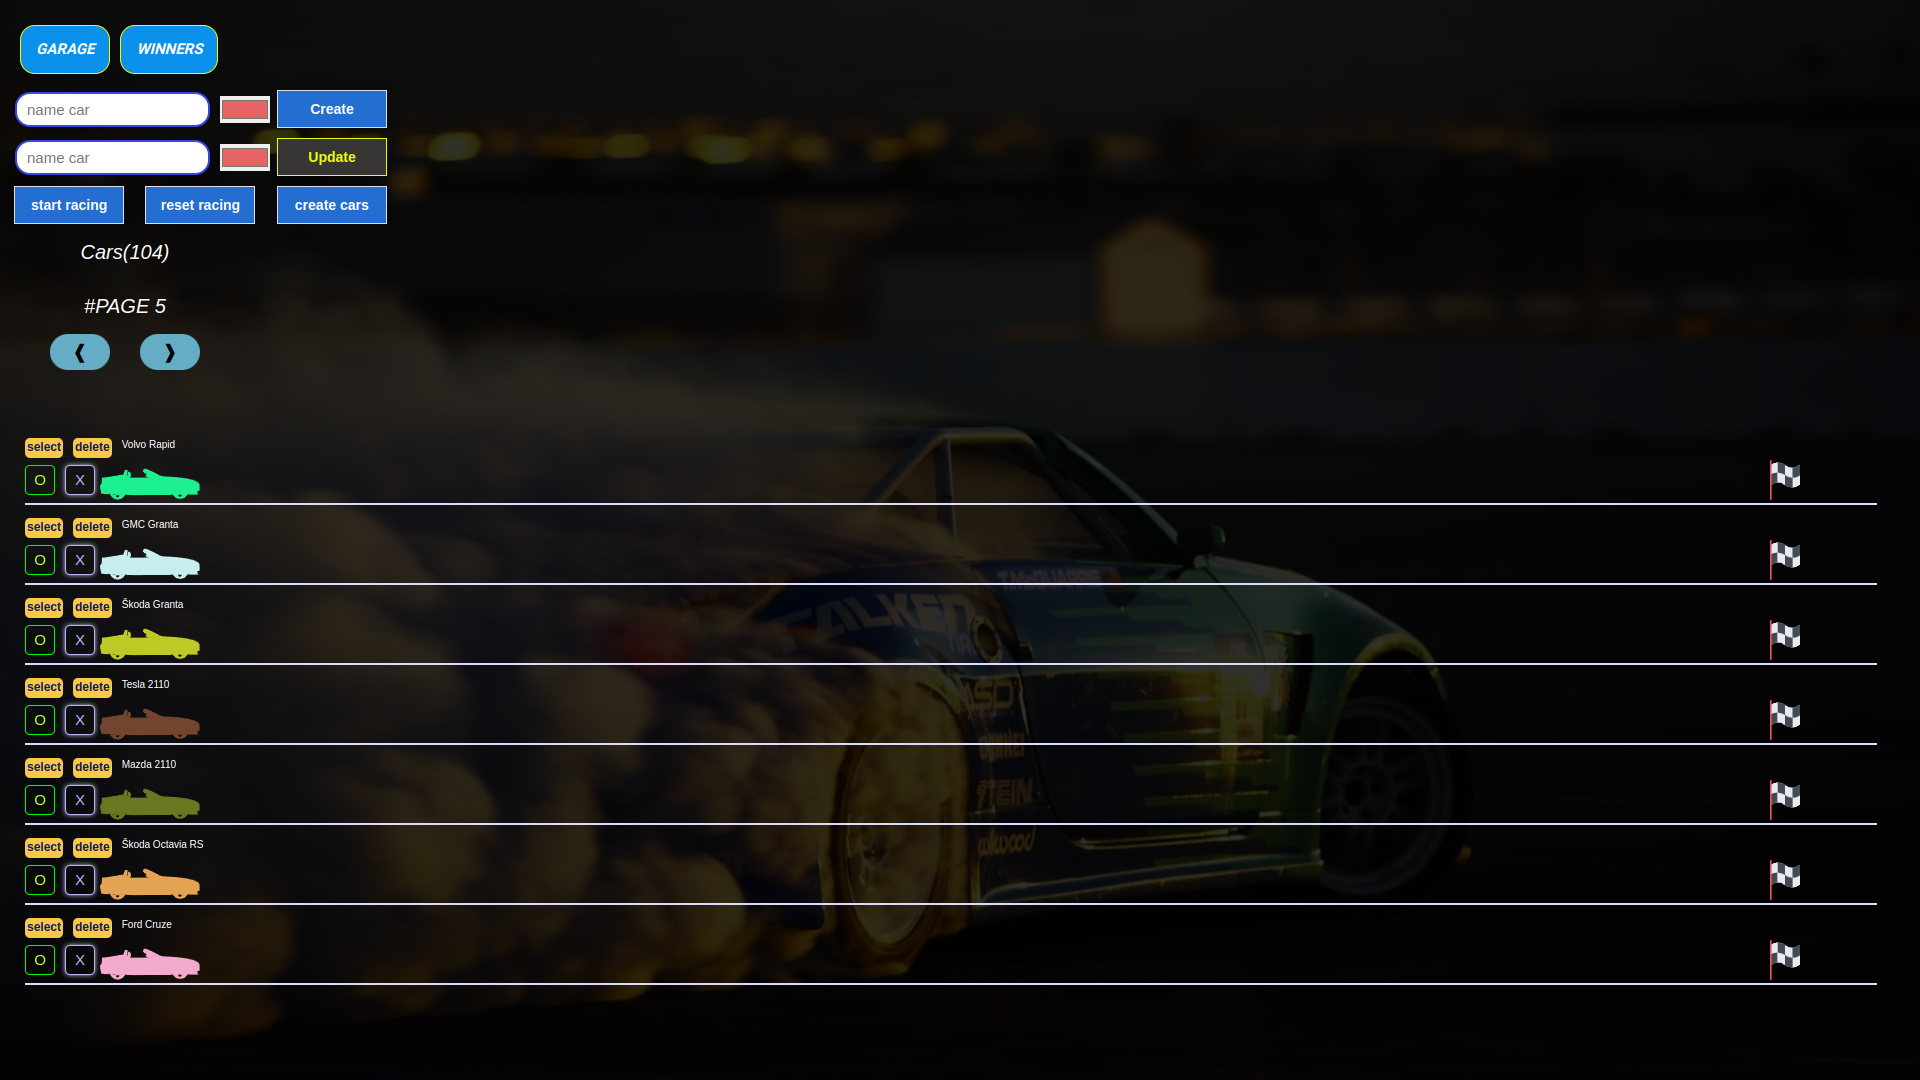 GARAGE WINNERS
name car Create
name car Update
start racing reset racing create cars
Cars(104)
#PAGE 5
❰ ❱
select delete Volvo Rapid
O X
select delete GMC Granta
O X
select delete Škoda Granta
O X
select delete Tesla 2110
O X
select delete Mazda 2110
O X
select delete Škoda Octavia RS
O X
select delete Ford Cruze
O X
FALKEN